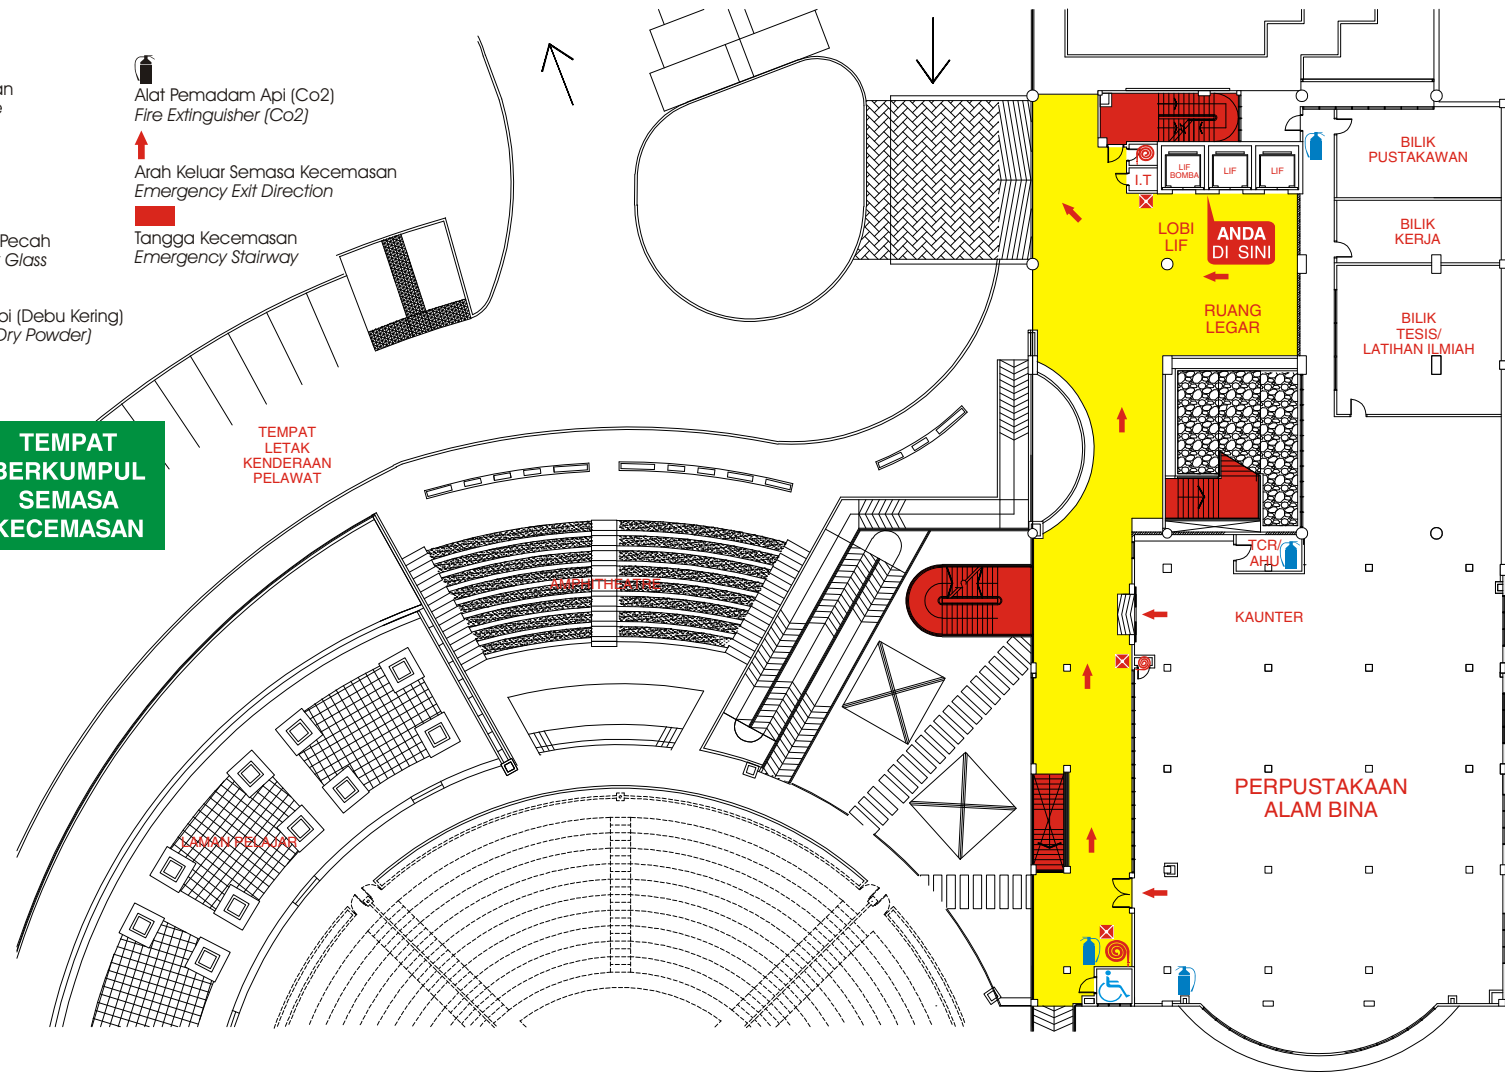 Alat Pemadam Api (Co2)
Fire Extinguisher (Co2)
Arah Keluar Semasa Kecemasan
Emergency Exit Direction
Tangga Kecemasan
Emergency Stairway
Pecah
Glass
(Debu Kering)
Dry Powder)
TEMPAT
BERKUMPUL
SEMASA
KECEMASAN
TEMPAT
LETAK
KENDERAAN
PELAWAT
AMPHITHEATRE
LAMAN PELAJAR
I.T
LIF
BOMBA
LIF
LIF
LOBI
LIF
ANDA
DI SINI
RUANG
LEGAR
BILIK
PUSTAKAWAN
BILIK
KERJA
BILIK
TESIS/
LATIHAN ILMIAH
TCR/
AHU
KAUNTER
PERPUSTAKAAN
ALAM BINA